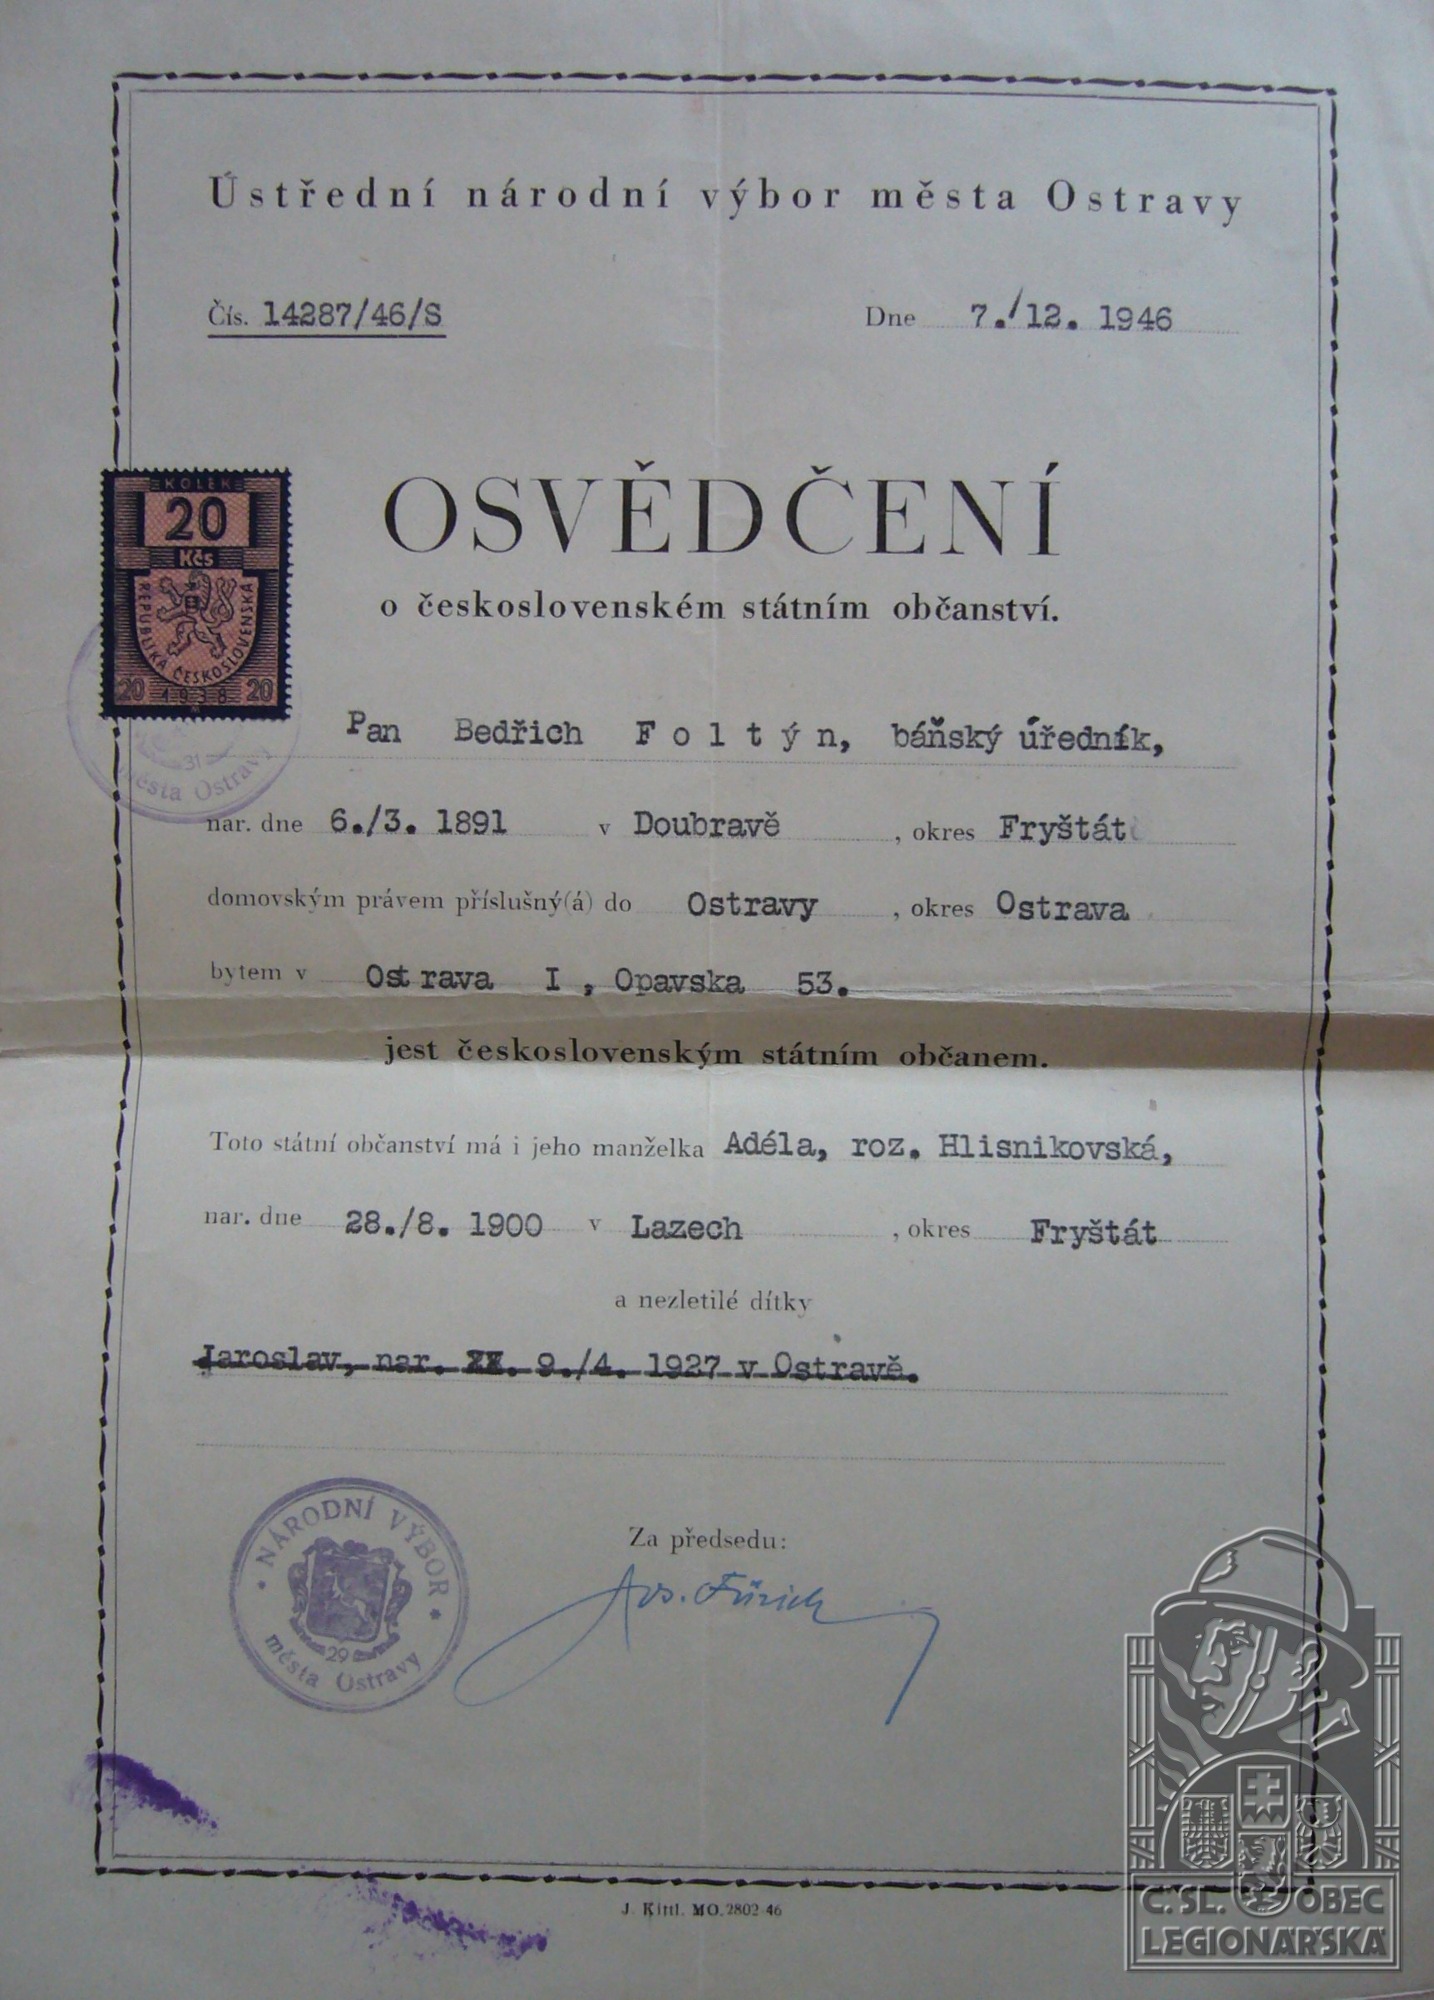 Ústřední národní výbor města Ostravy
Čís. 14287/46/S
Dne 7./12. 1946
KOLEK
20
Kčs
REPUBLIKA ČESKOSLOVENSKÁ
20 1938 20
OSVĚDČENÍ
o československém státním občanství.
31
města Ostravy
Pan Bedřich Foltýn, báňský úředník,
nar. dne 6./3. 1891 v Doubravě , okres Fryštát
domovským právem příslušný(á) do Ostravy , okres Ostrava
bytem v Ostrava I , Opavska 53.
jest československým státním občanem.
Toto státní občanství má i jeho manželka Adéla, roz. Hlisnikovská,
nar. dne 28./8. 1900 v Lazech , okres Fryštát
a nezletilé dítky
Jaroslav, nar. XX. 9./4. 1927 v Ostravě.
NÁRODNÍ VÝBOR
29
města Ostravy
Za předsedu:
J. Kittl. MO. 2802-46
Č. SL. OBEC
LEGIONÁŘSKÁ